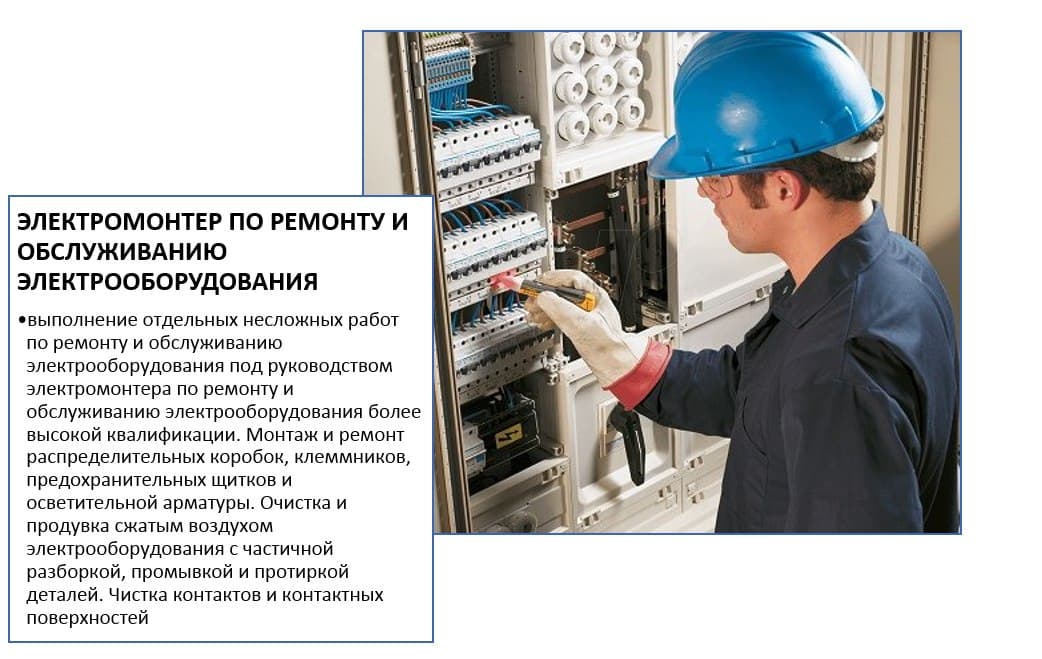 ЭЛЕКТРОМОНТЕР ПО РЕМОНТУ И
ОБСЛУЖИВАНИЮ
ЭЛЕКТРООБОРУДОВАНИЯ
•выполнение отдельных несложных работ
по ремонту и обслуживанию
электрооборудования под руководством
электромонтера по ремонту и
обслуживанию электрооборудования более
высокой квалификации. Монтаж и ремонт
распределительных коробок, клеммников,
предохранительных щитков и
осветительной арматуры. Очистка и
продувка сжатым воздухом
электрооборудования с частичной
разборкой, промывкой и протиркой
деталей. Чистка контактов и контактных
поверхностей